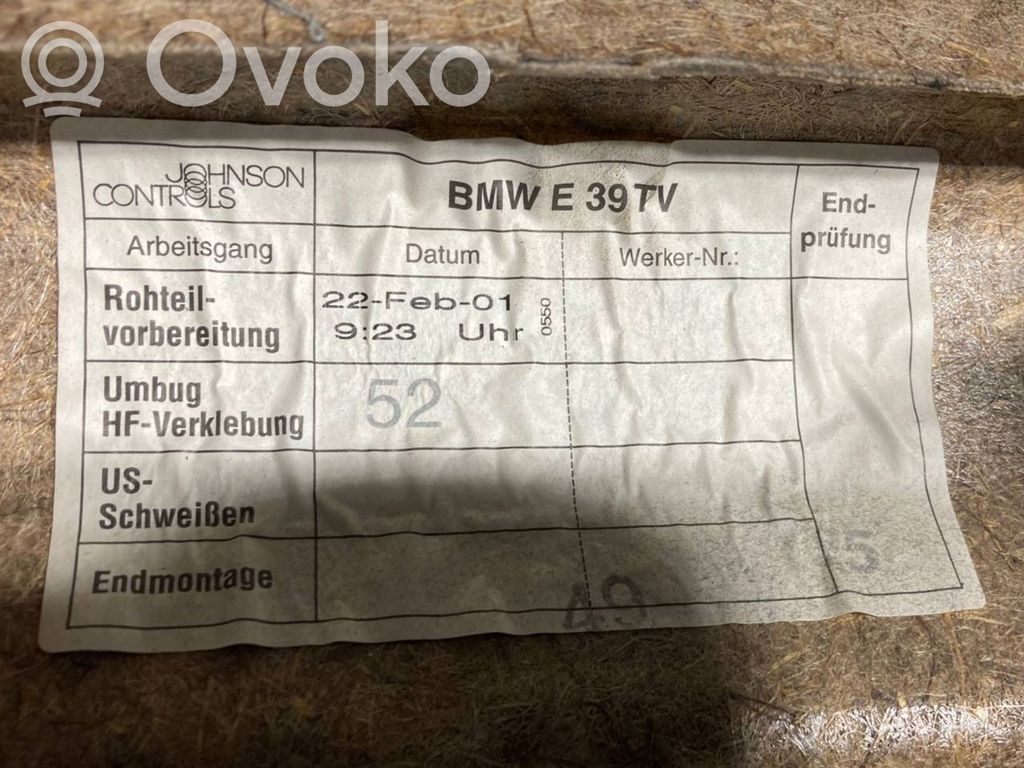 Ovoko
JOHNSON
CONTROLS
BMW E 39 TV
End-
prüfung
Arbeitsgang
Datum
Werker-Nr.:
Rohteil-
vorbereitung
22-Feb-01
9:23 Uhr
0550
Umbug
HF-Verklebung
52
US-
Schweißen
Endmontage
49